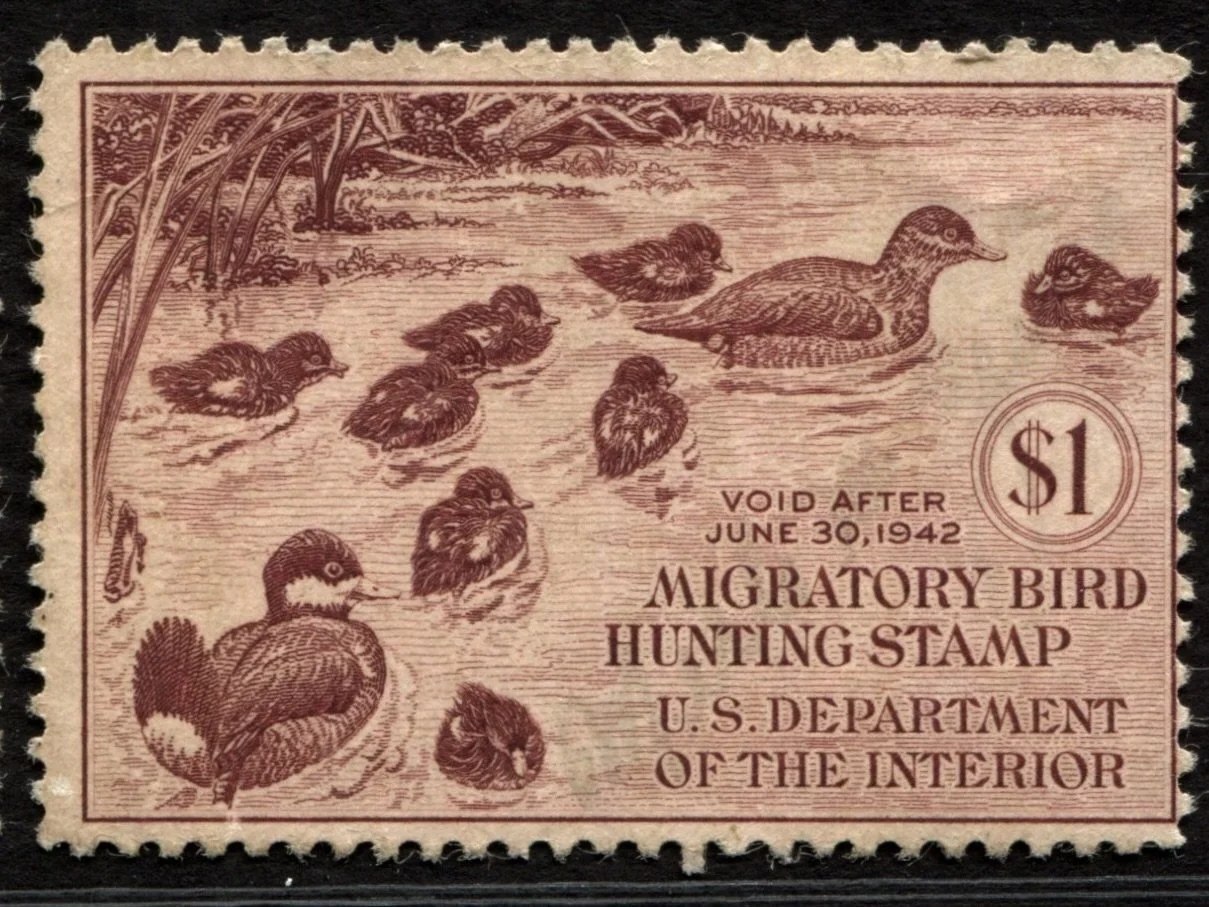 $1
VOID AFTER
JUNE 30, 1942
MIGRATORY BIRD
HUNTING STAMP
U.S. DEPARTMENT
OF THE INTERIOR